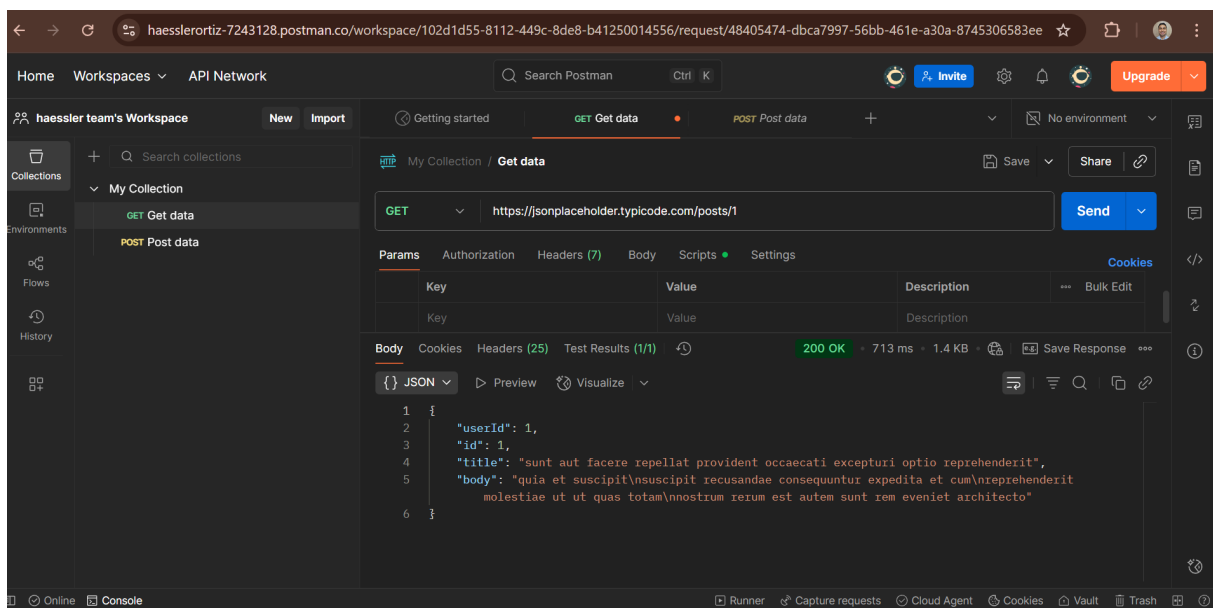 haesslerortiz-7243128.postman.co/workspace/102d1d55-8112-449c-8de8-b41250014556/request/48405474-dbca7997-56bb-461e-a30a-8745306583ee
Home Workspaces API Network Search Postman Ctrl K Invite Upgrade
haessler team's Workspace New Import Getting started GET Get data POST Post data No environment
Collections
Search collections
My Collection
GET Get data
POST Post data
Environments
Flows
History
HTTP My Collection / Get data Save Share
GET https://jsonplaceholder.typicode.com/posts/1 Send
Params Authorization Headers (7) Body Scripts Settings Cookies
Key Value Description Bulk Edit
Key Value Description
Body Cookies Headers (25) Test Results (1/1) 200 OK 713 ms 1.4 KB e.g. Save Response
{} JSON Preview Visualize
1 {
2 "userId": 1,
3 "id": 1,
4 "title": "sunt aut facere repellat provident occaecati excepturi optio reprehenderit",
5 "body": "quia et suscipit\nsuscipit recusandae consequuntur expedita et cum\nreprehenderit
molestiae ut ut quas totam\nnostrum rerum est autem sunt rem eveniet architecto"
6 }
Online Console Runner Capture requests Cloud Agent Cookies Vault Trash